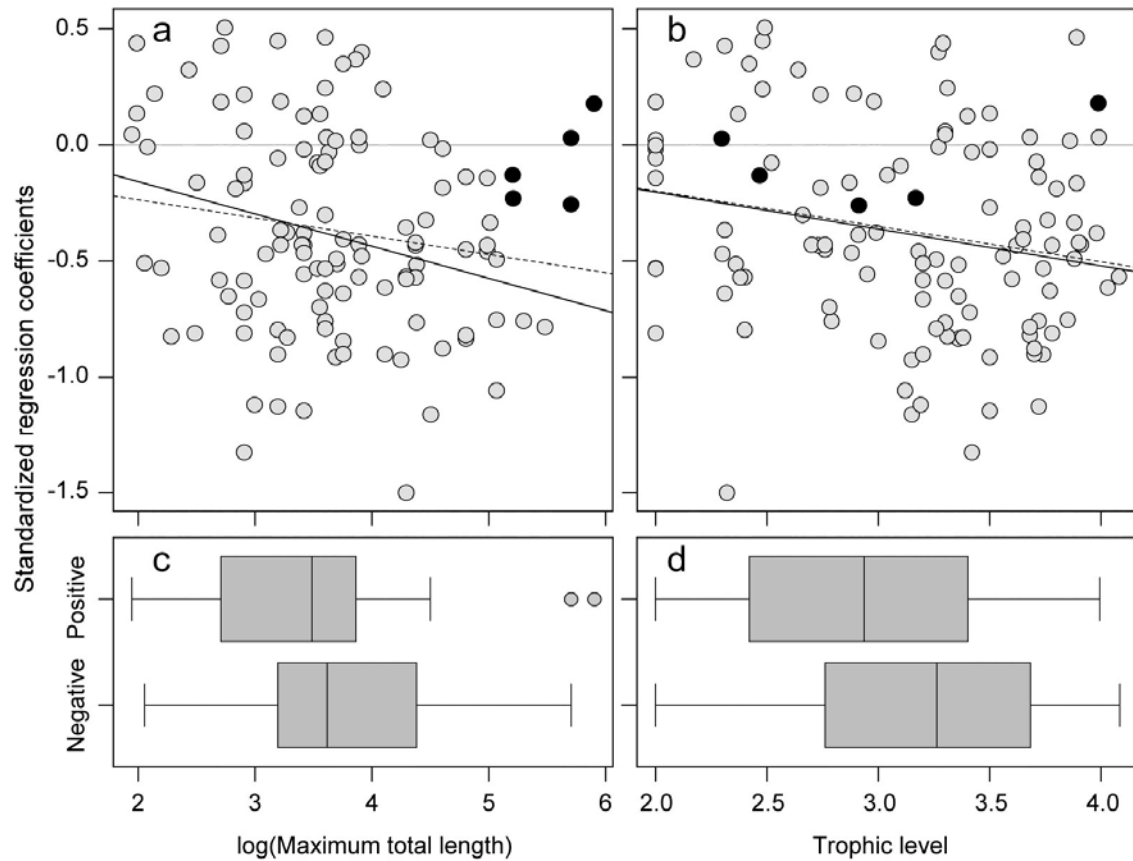 a
b
0.5
0.0
-0.5
-1.0
-1.5
Standardized regression coefficients
c
d
Positive
Negative
2 3 4 5 6
2.0 2.5 3.0 3.5 4.0
log(Maximum total length)
Trophic level